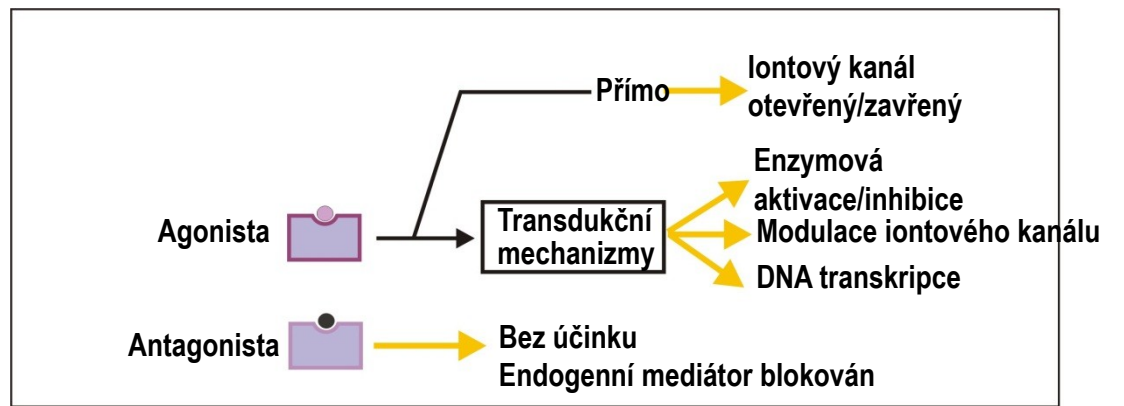 Přímo
Iontový kanál
otevřený/zavřený
Enzymová
aktivace/inhibice
Agonista
Transdukční
mechanizmy
Modulace iontového kanálu
DNA transkripce
Antagonista
Bez účinku
Endogenní mediátor blokován